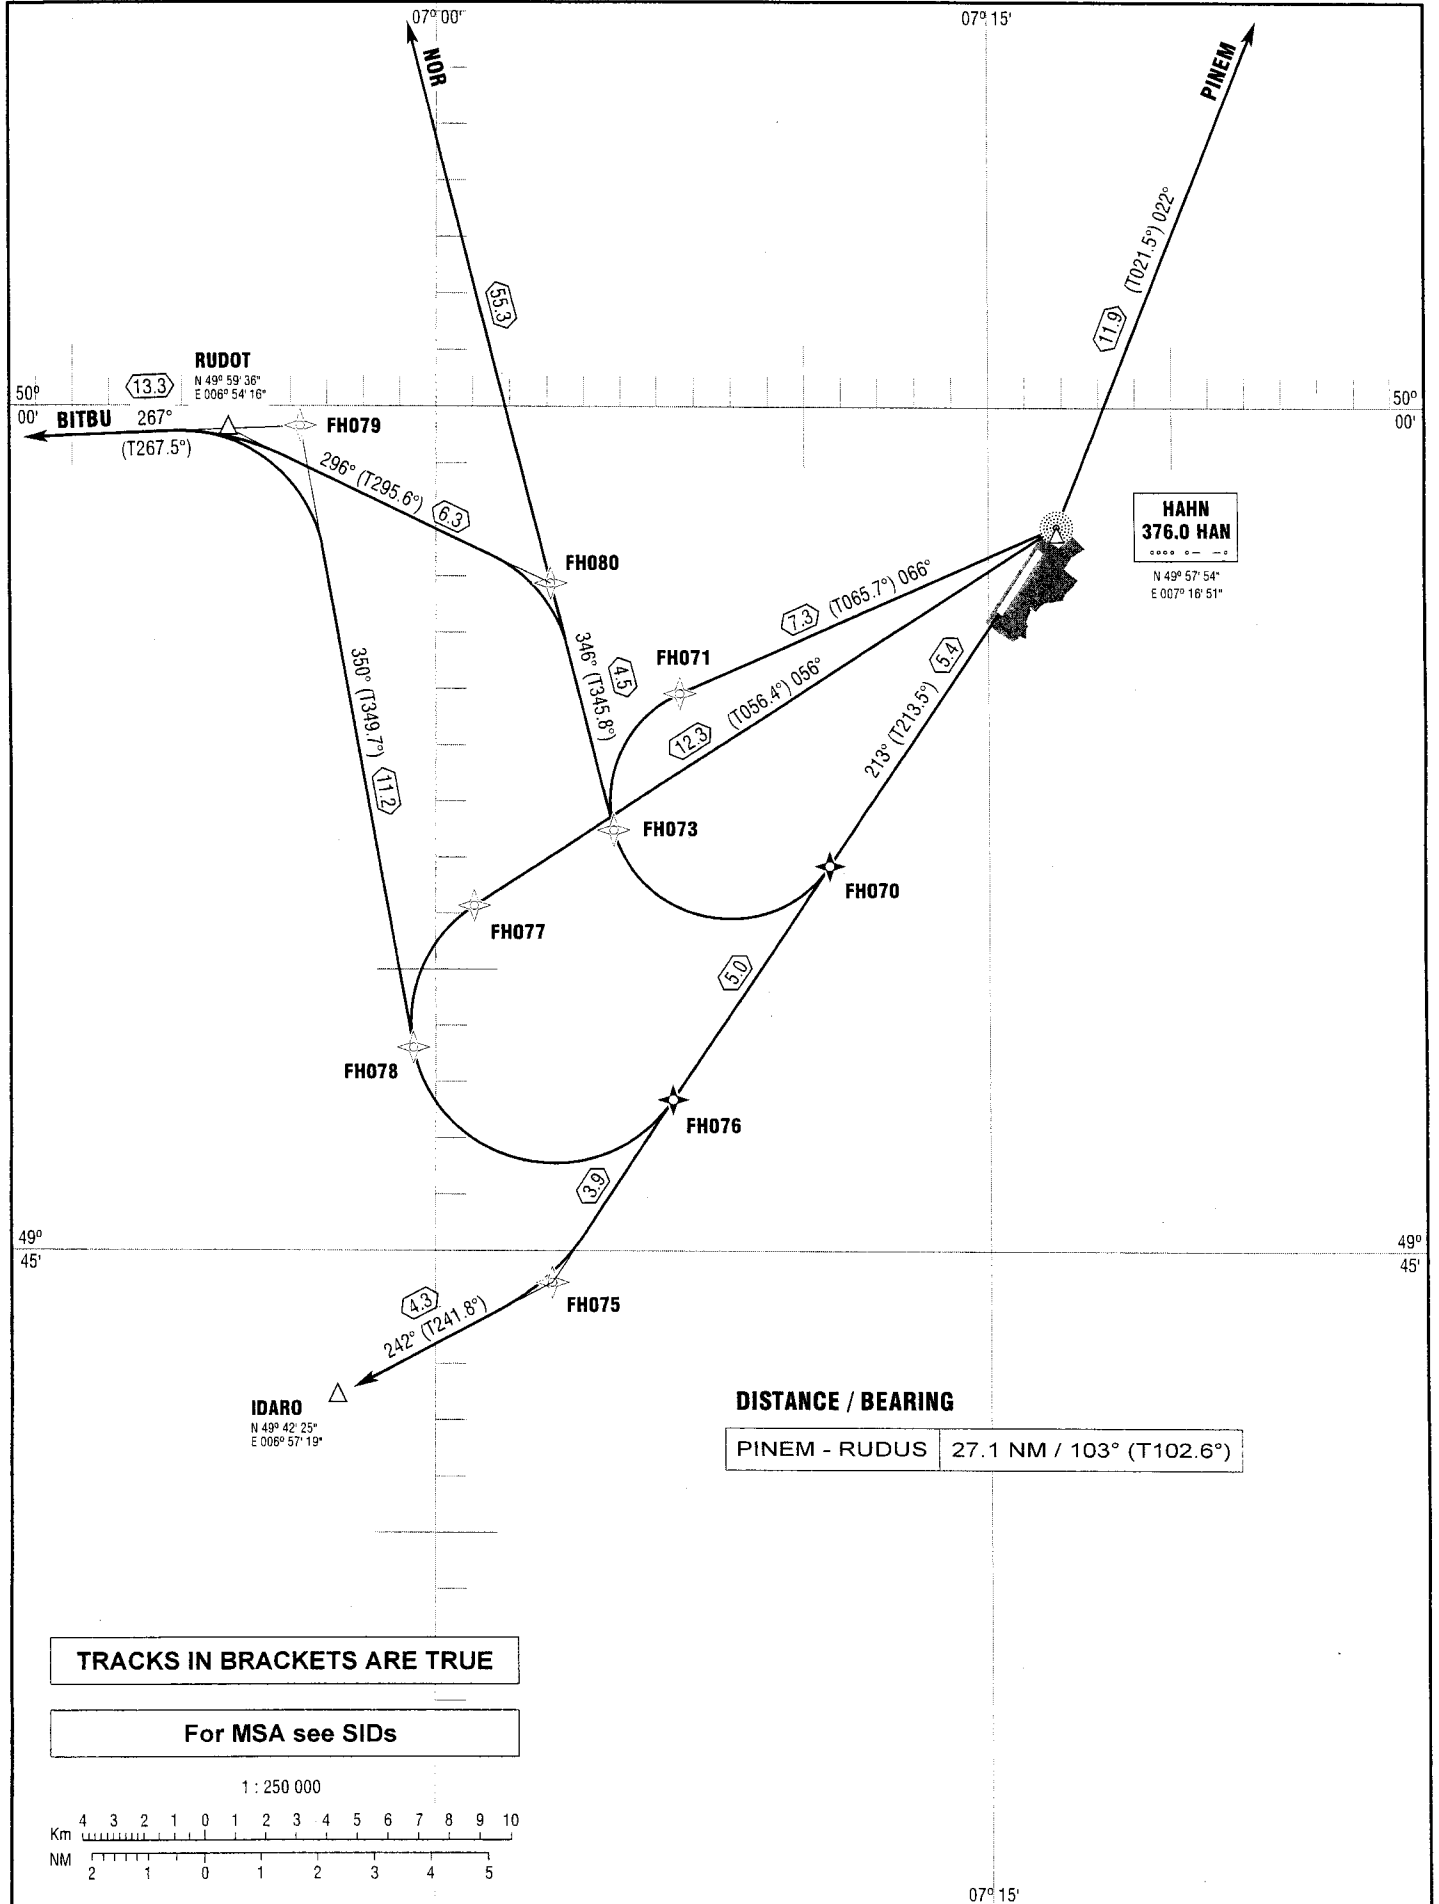 07° 00'
07° 15'
NOR
PINEM
(T021.5°) 022°
55.3
11.9
RUDOT
N 49° 59' 36"
E 006° 54' 16"
13.3
50°
00'
BITBU
267°
(T267.5°)
FH079
50°
00'
296° (T295.6°)
6.3
HAHN
376.0 HAN
N 49° 57' 54"
E 007° 16' 51"
FH080
7.3
(T065.7°) 066°
346° (T345.8°)
4.5
FH071
5.4
350° (T349.7°)
11.2
12.3
(T056.4°) 056°
213° (T213.5°)
FH073
FH070
FH077
5.0
FH078
FH076
3.9
49°
45'
49°
45'
4.3
242° (T241.8°)
FH075
IDARO
N 49° 42' 25"
E 006° 57' 19"
DISTANCE / BEARING
PINEM - RUDUS
27.1 NM / 103° (T102.6°)
TRACKS IN BRACKETS ARE TRUE
For MSA see SIDs
1 : 250 000
Km
4 3 2 1 0 1 2 3 4 5 6 7 8 9 10
NM
2 1 0 1 2 3 4 5
07° 15'